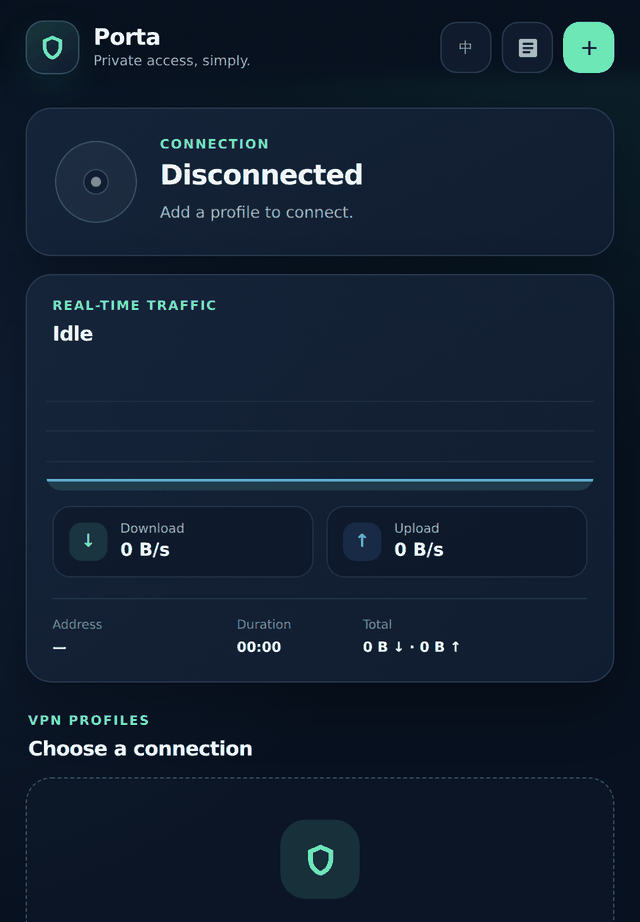 Porta
Private access, simply.
中
+
CONNECTION
Disconnected
Add a profile to connect.
REAL-TIME TRAFFIC
Idle
↓ Download
0 B/s
↑ Upload
0 B/s
Address
Duration
Total
—
00:00
0 B ↓ · 0 B ↑
VPN PROFILES
Choose a connection